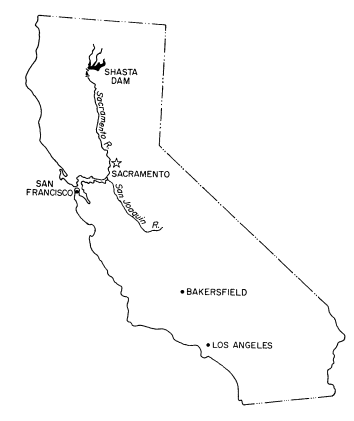 SHASTA
DAM
Sacramento R.
SACRAMENTO
SAN
FRANCISCO
San Joaquin R.
BAKERSFIELD
LOS ANGELES